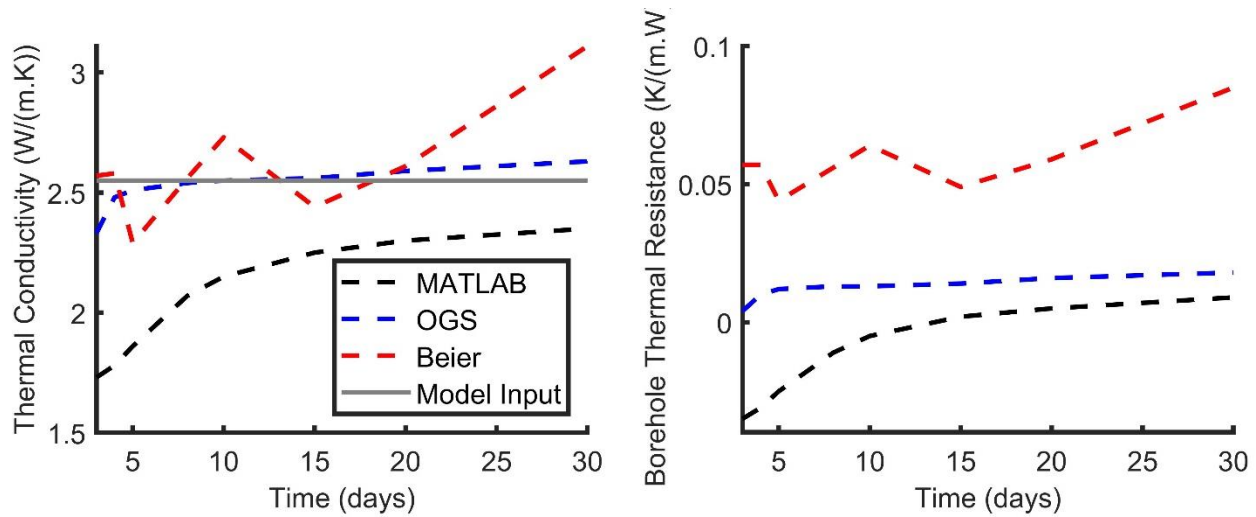 Thermal Conductivity (W/(m.K))
3
2.5
2
1.5
5 10 15 20 25 30
Time (days)
MATLAB
OGS
Beier
Model Input
Borehole Thermal Resistance (K/(m.W
0.1
0.05
0
5 10 15 20 25 30
Time (days)